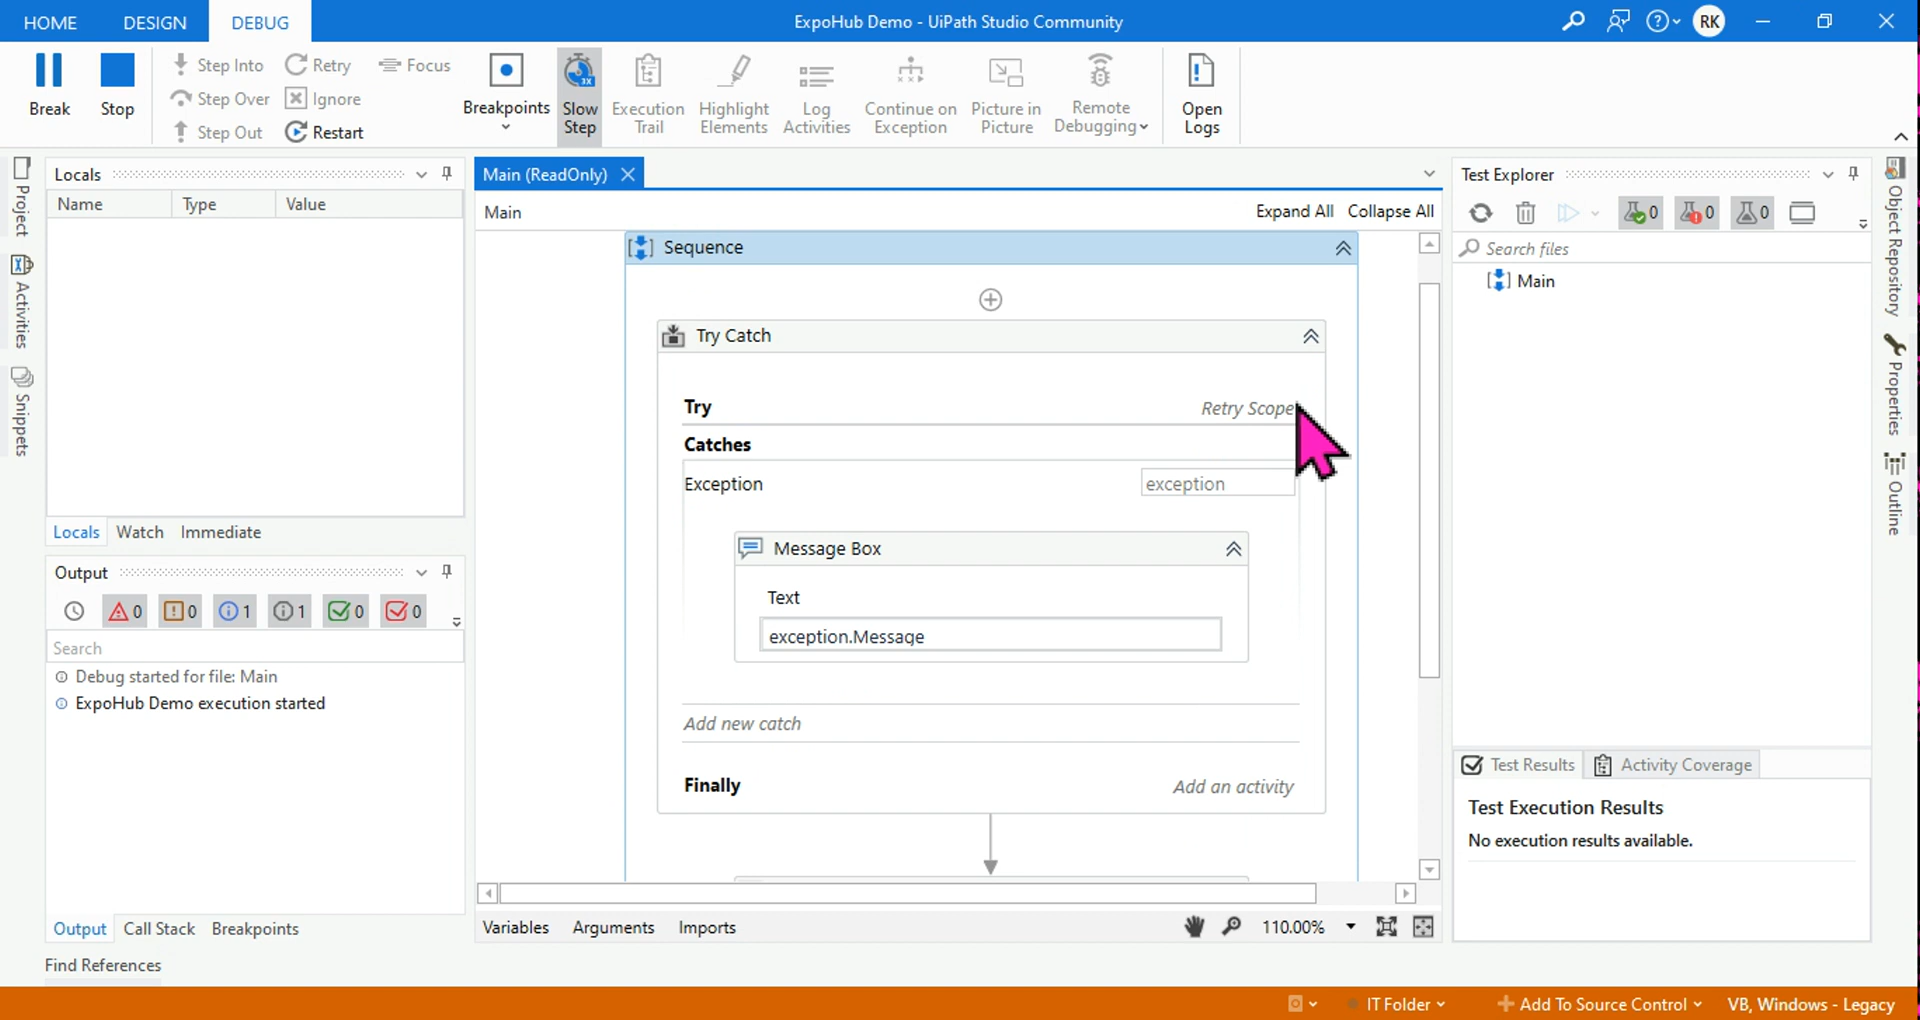 HOME DESIGN DEBUG ExpoHub Demo - UiPath Studio Community RK
Break Stop Step Into Step Over Step Out Retry Ignore Restart Focus Breakpoints Slow Step 3X Execution Trail Highlight Elements Log Activities Continue on Exception Picture in Picture Remote Debugging Open Logs
Project
Activities
Snippets
Locals
Name Type Value
Locals Watch Immediate
Output
0 0 1 1 0 0
Search
Debug started for file: Main
ExpoHub Demo execution started
Output Call Stack Breakpoints
Find References
Main (ReadOnly)
Main Expand All Collapse All
Sequence
Try Catch
Try Retry Scope
Catches
Exception exception
Message Box
Text
exception.Message
Add new catch
Finally Add an activity
Variables Arguments Imports 110.00%
Test Explorer
0 0 0
Search files
Main
Test Results Activity Coverage
Test Execution Results
No execution results available.
Object Repository
Properties
Outline
IT Folder Add To Source Control VB, Windows - Legacy